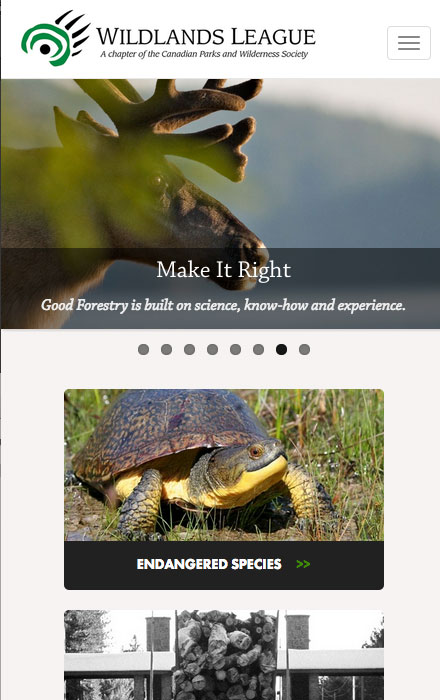 WILDLANDS LEAGUE
A chapter of the Canadian Parks and Wilderness Society
Make It Right
Good Forestry is built on science, know-how and experience.
ENDANGERED SPECIES >>